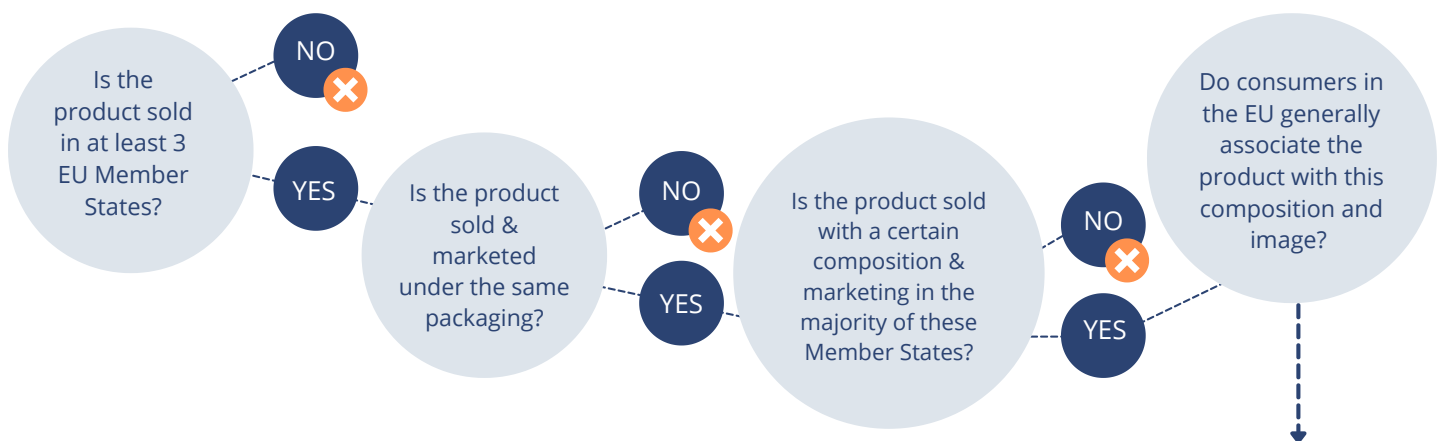 Is the
product sold
in at least 3
EU Member
States?
NO
YES
Is the product
sold &
marketed
under the same
packaging?
NO
YES
Is the product sold
with a certain
composition &
marketing in the
majority of these
Member States?
NO
YES
Do consumers in
the EU generally
associate the
product with this
composition and
image?